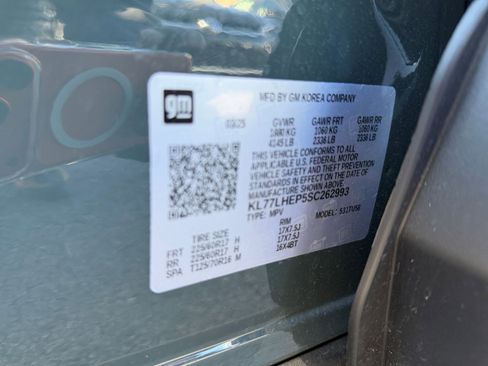 gm
MFD BY GM KOREA COMPANY
03/25 GVWR GAWR FRT GAWR RR
1880 KG 1060 KG 1060 KG
4145 LB 2336 LB 2336 LB
THIS VEHICLE CONFORMS TO ALL
APPLICABLE U.S. FEDERAL MOTOR
VEHICLE SAFETY AND THEFT PREVENTION
STANDARDS IN EFFECT ON THE DATE OF
MANUFACTURE SHOWN ABOVE.
KL77LHEP5SC262993
TYPE: MPV MODEL: 531TU58
TIRE SIZE RIM
FRT 225/60R17 H 17X7.5J
RR 225/60R17 H 17X7.5J
SPA T125/70R16 M 16X4BT